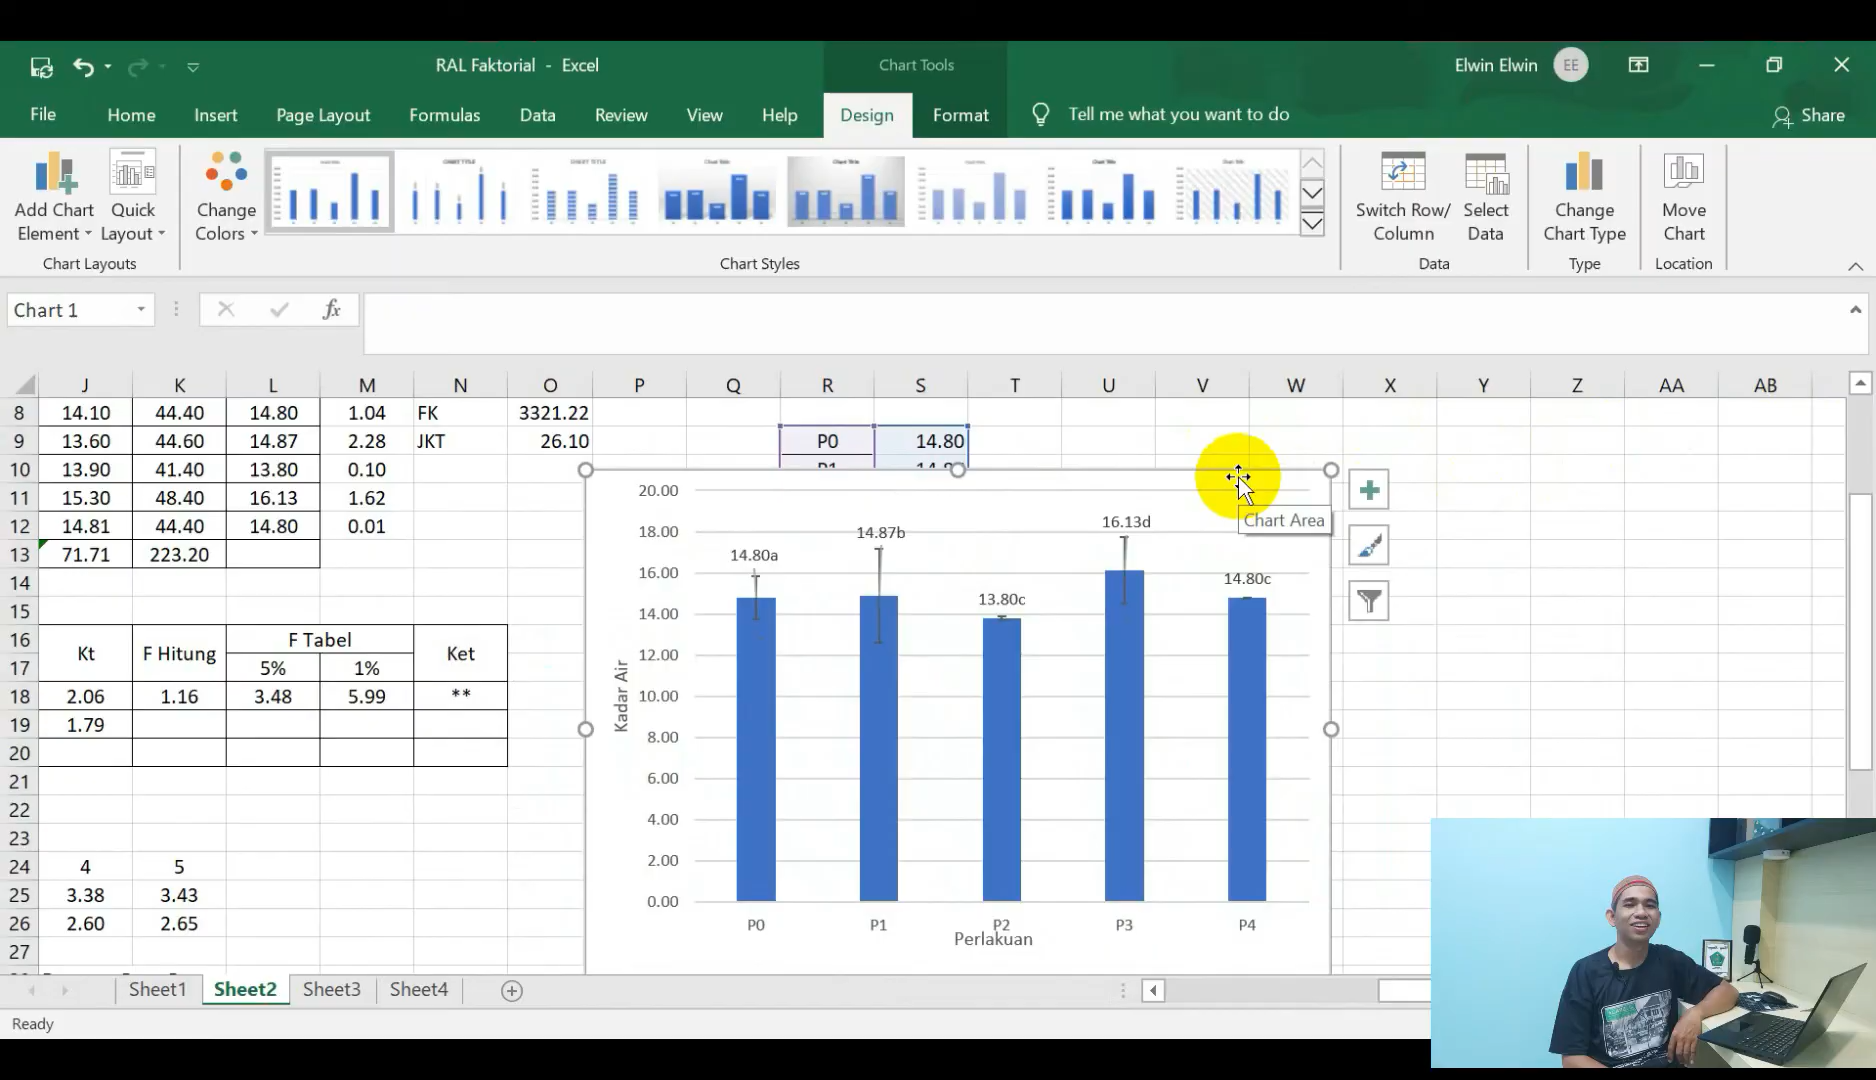 RAL Faktorial - Excel
Chart Tools
Elwin Elwin
EE
File
Home
Insert
Page Layout
Formulas
Data
Review
View
Help
Design
Format
Tell me what you want to do
Share
Add Chart Element
Quick Layout
Chart Layouts
Change Colors
Chart Styles
Switch Row/ Column
Select Data
Data
Change Chart Type
Type
Move Chart
Location
Chart 1
fx
J K L M N O P Q R S T U V W X Y Z AA AB
8 14.10 44.40 14.80 1.04 FK 3321.22
9 13.60 44.60 14.87 2.28 JKT 26.10 P0 14.80
10 13.90 41.40 13.80 0.10
11 15.30 48.40 16.13 1.62
12 14.81 44.40 14.80 0.01
13 71.71 223.20
14
15
16 Kt F Hitung F Tabel Ket
17 5% 1%
18 2.06 1.16 3.48 5.99 **
19 1.79
20
21
22
23
24 4 5
25 3.38 3.43
26 2.60 2.65
27
20.00
18.00
16.00
14.00
12.00
10.00
8.00
6.00
4.00
2.00
0.00
Kadar Air
14.80a
14.87b
13.80c
16.13d
14.80c
Chart Area
P0 P1 P2 P3 P4
Perlakuan
Sheet1 Sheet2 Sheet3 Sheet4
Ready